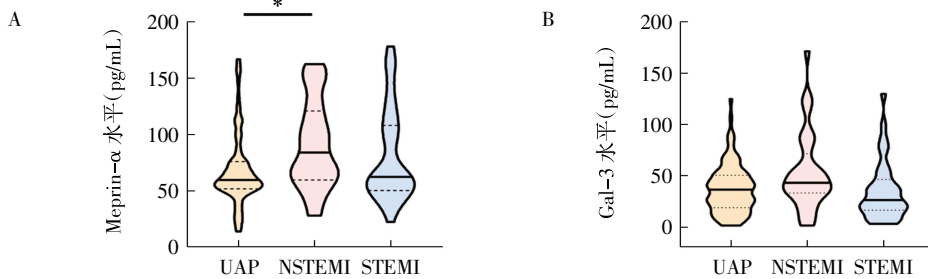 A
*
Meprin-α 水平(pg/mL)
200
150
100
50
0
UAP NSTEMI STEMI
B
Gal-3 水平(pg/mL)
200
150
100
50
0
UAP NSTEMI STEMI